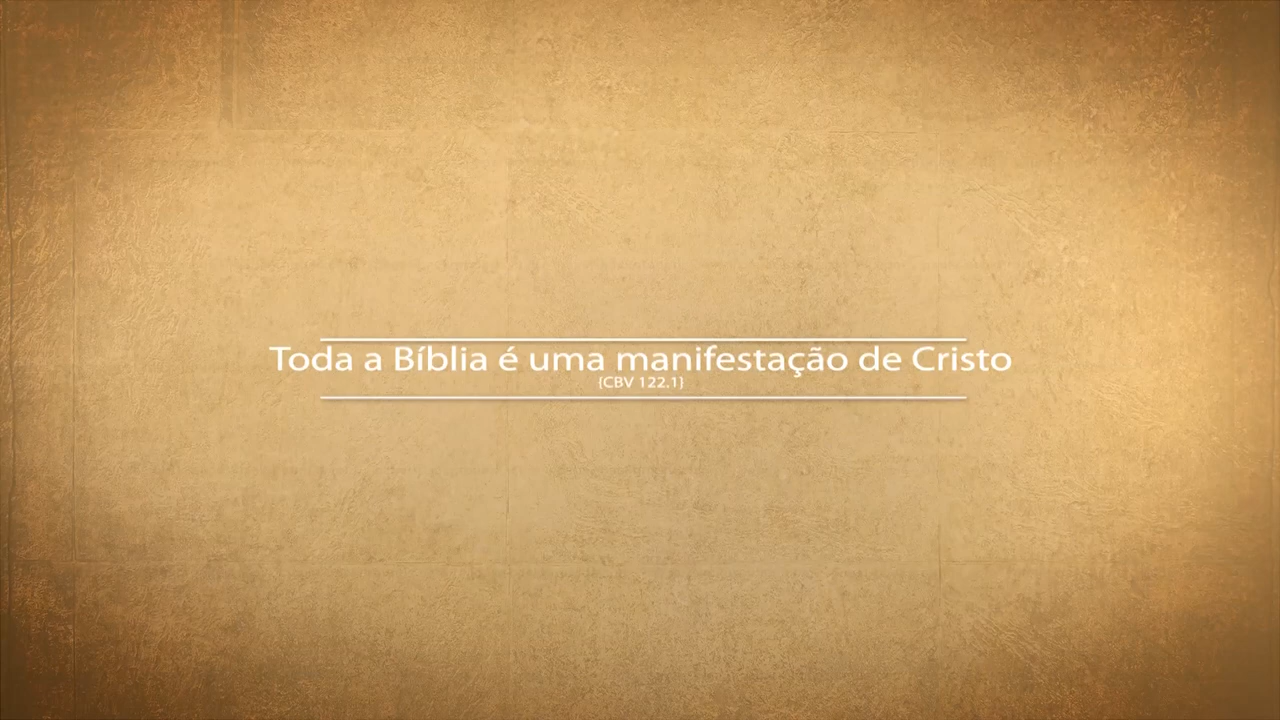 Toda a Bíblia é uma manifestação de Cristo
{CBV 122.1}